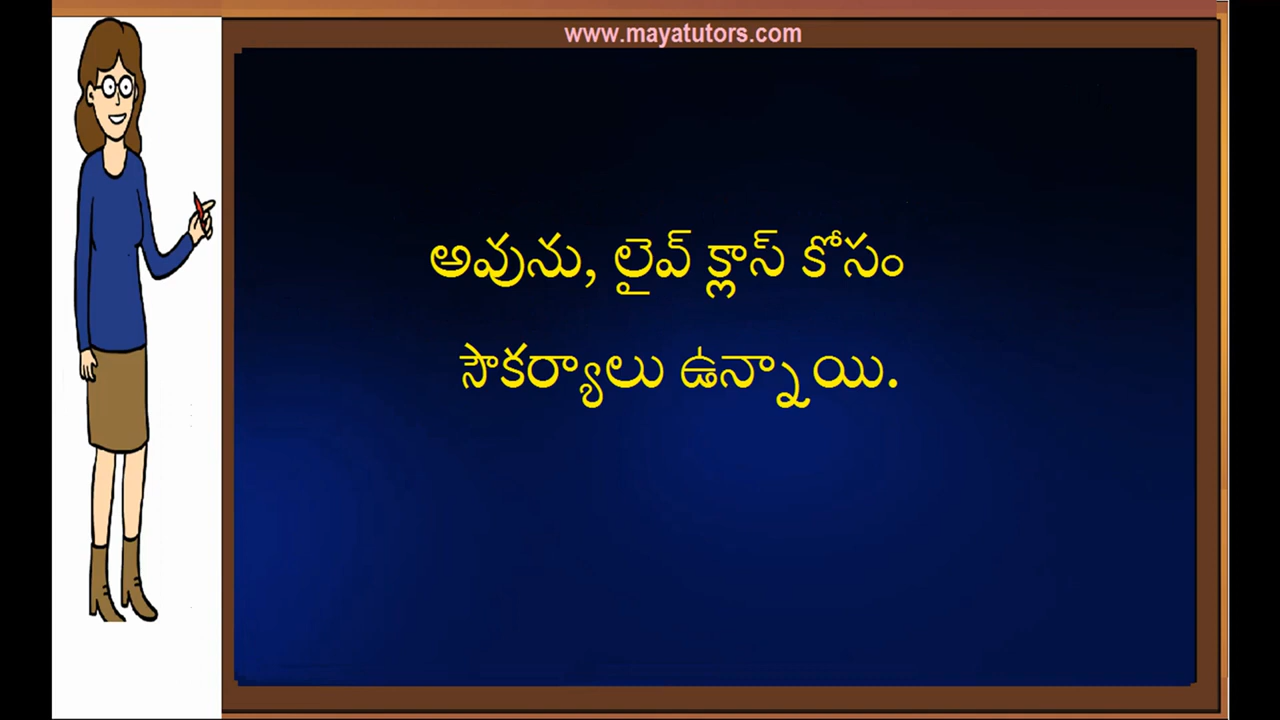 www.mayatutors.com
అవును, లైవ్ క్లాస్ కోసం
సౌకర్యాలు ఉన్నాయి.